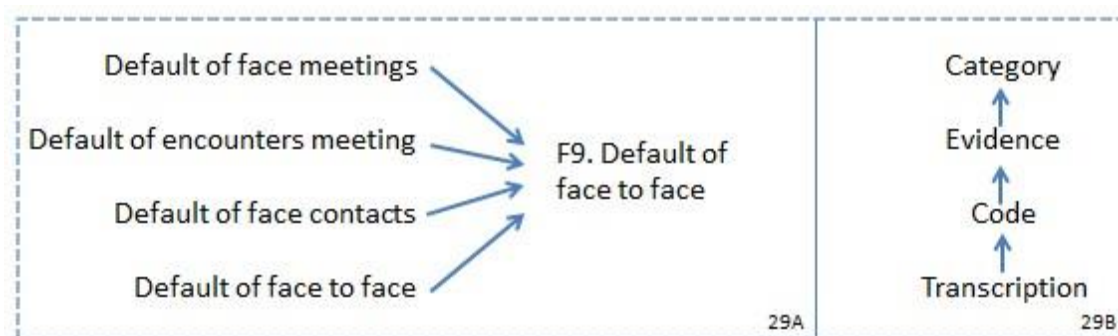 Default of face meetings
Default of encounters meeting
Default of face contacts
Default of face to face
F9. Default of
face to face
29A
Category
Evidence
Code
Transcription
29B